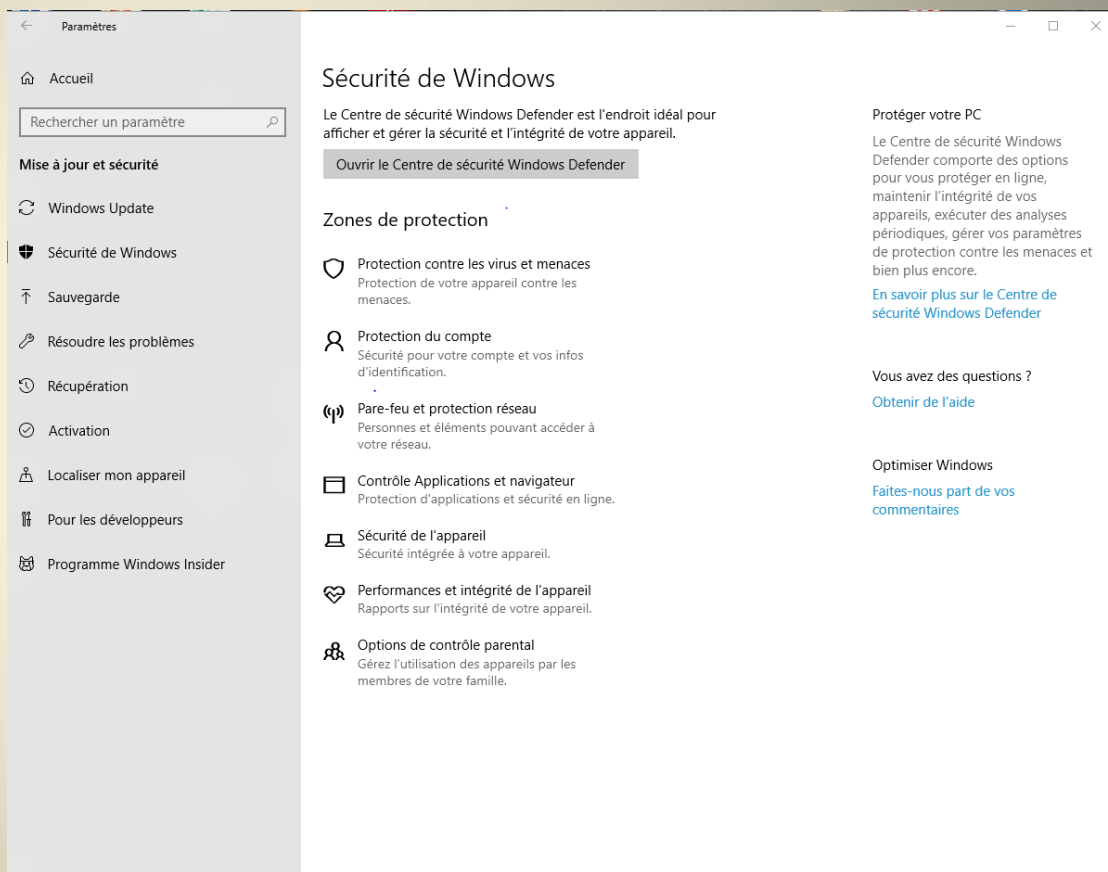 Paramètres
Accueil
Rechercher un paramètre
Mise à jour et sécurité
Windows Update
Sécurité de Windows
Sauvegarde
Résoudre les problèmes
Récupération
Activation
Localiser mon appareil
Pour les développeurs
Programme Windows Insider
Sécurité de Windows
Le Centre de sécurité Windows Defender est l'endroit idéal pour
afficher et gérer la sécurité et l'intégrité de votre appareil.
Ouvrir le Centre de sécurité Windows Defender
Zones de protection
Protection contre les virus et menaces
Protection de votre appareil contre les
menaces.
Protection du compte
Sécurité pour votre compte et vos infos
d'identification.
Pare-feu et protection réseau
Personnes et éléments pouvant accéder à
votre réseau.
Contrôle Applications et navigateur
Protection d'applications et sécurité en ligne.
Sécurité de l'appareil
Sécurité intégrée à votre appareil.
Performances et intégrité de l'appareil
Rapports sur l'intégrité de votre appareil.
Options de contrôle parental
Gérez l'utilisation des appareils par les
membres de votre famille.
Protéger votre PC
Le Centre de sécurité Windows
Defender comporte des options
pour vous protéger en ligne,
maintenir l'intégrité de vos
appareils, exécuter des analyses
périodiques, gérer vos paramètres
de protection contre les menaces et
bien plus encore.
En savoir plus sur le Centre de
sécurité Windows Defender
Vous avez des questions ?
Obtenir de l'aide
Optimiser Windows
Faites-nous part de vos
commentaires